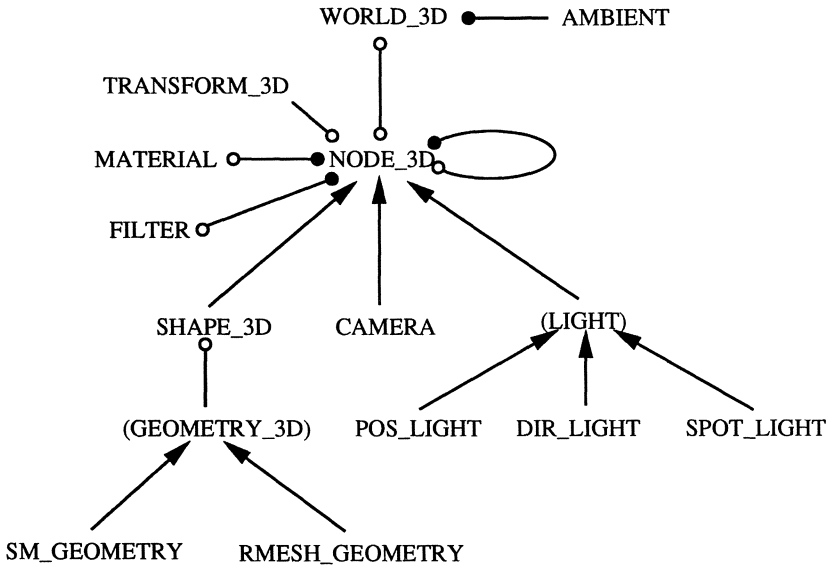 WORLD_3D AMBIENT
TRANSFORM_3D
MATERIAL NODE_3D
FILTER
SHAPE_3D CAMERA (LIGHT)
(GEOMETRY_3D) POS_LIGHT DIR_LIGHT SPOT_LIGHT
SM_GEOMETRY RMESH_GEOMETRY